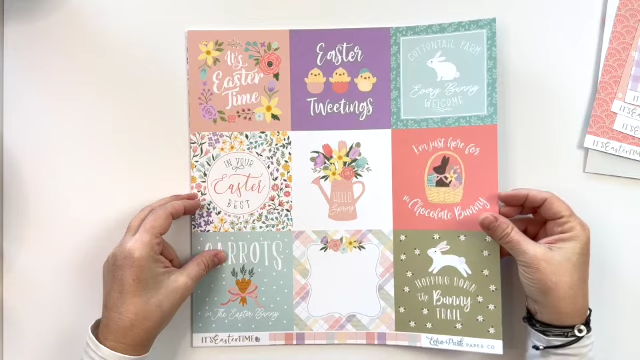 It's
Easter
Time
Easter
Tweetings
COTTONTAIL FARM
Every Bunny
WELCOME
IN YOUR
Easter
BEST
HELLO
Spring
I'm just here for
the Chocolate Bunny
CARROTS
for The Easter Bunny
HOPPING DOWN
The Bunny
TRAIL
IT'S EASTER TIME
Echo Park PAPER CO.
IT'S EASTER